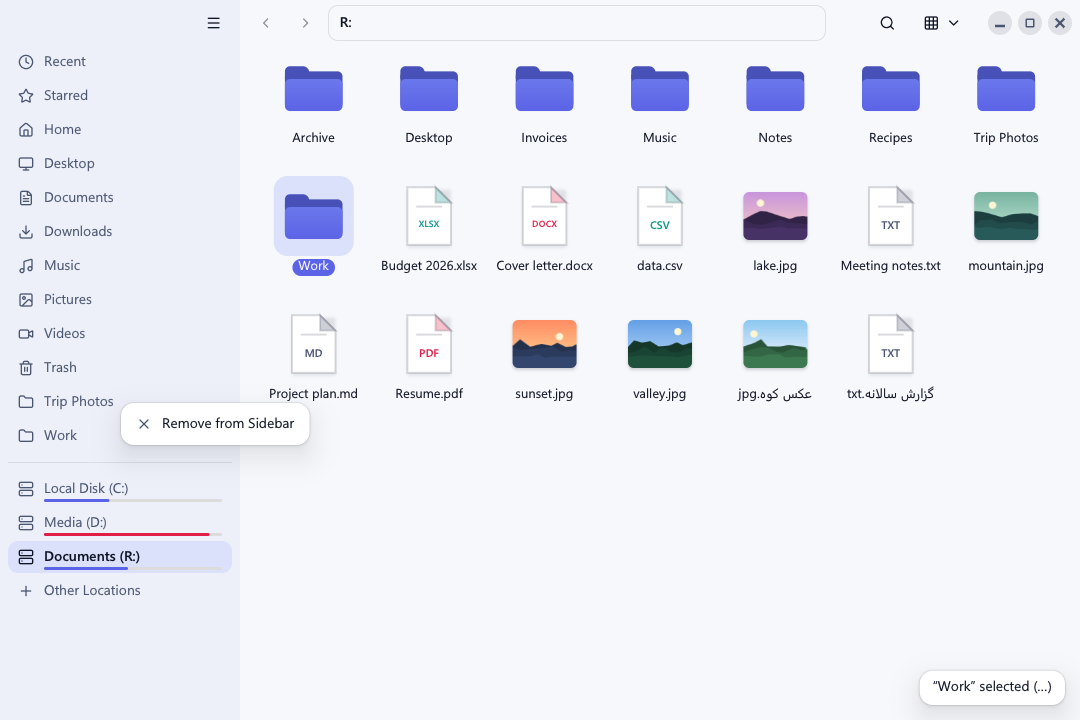 R:
Recent
Starred
Home
Desktop
Documents
Downloads
Music
Pictures
Videos
Trash
Trip Photos
Work
Remove from Sidebar
Local Disk (C:)
Media (D:)
Documents (R:)
Other Locations
Archive
Desktop
Invoices
Music
Notes
Recipes
Trip Photos
Work
XLSX
Budget 2026.xlsx
DOCX
Cover letter.docx
CSV
data.csv
lake.jpg
TXT
Meeting notes.txt
mountain.jpg
MD
Project plan.md
PDF
Resume.pdf
sunset.jpg
valley.jpg
عکس کوه.jpg
TXT
گزارش سالانه.txt
“Work” selected (...)